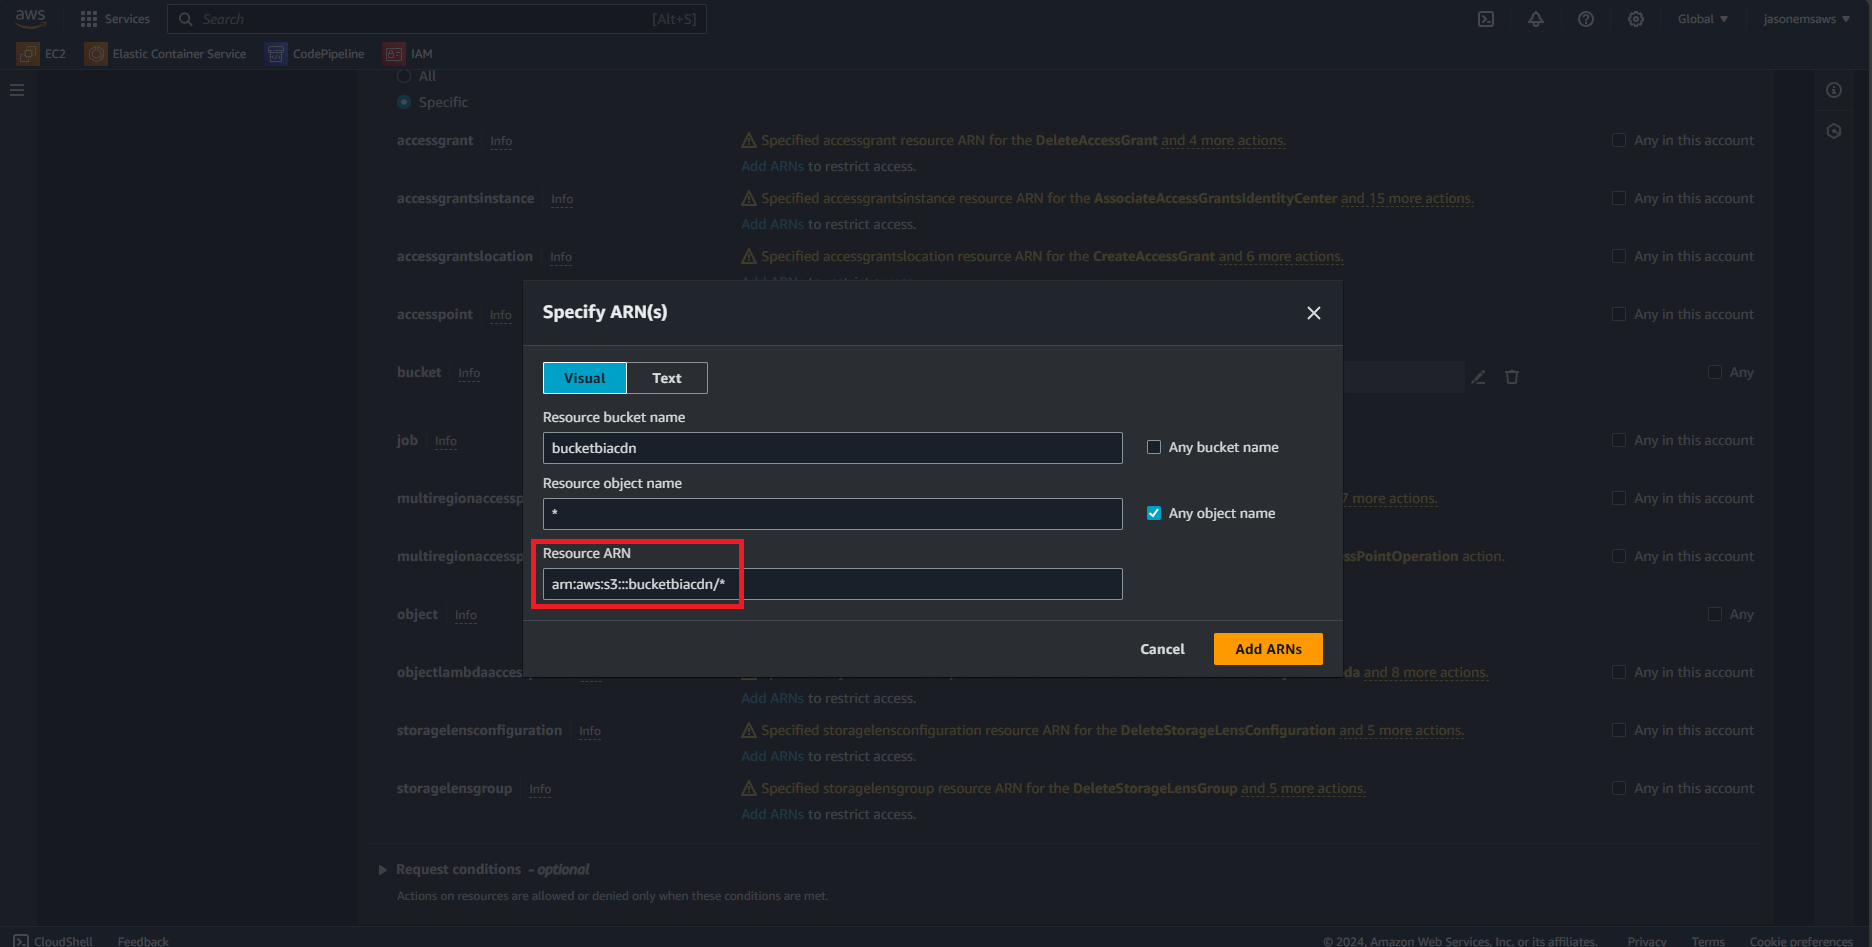 aws Services Search [Alt+S] Global ▼ jasonemsaws ▼
EC2 Elastic Container Service CodePipeline IAM
All
Specific
accessgrant Info Specified accessgrant resource ARN for the DeleteAccessGrant and 4 more actions. Any in this account
Add ARNs to restrict access.
accessgrantsinstance Info Specified accessgrantsinstance resource ARN for the AssociateAccessGrantsIdentityCenter and 15 more actions. Any in this account
Add ARNs to restrict access.
accessgrantslocation Info Specified accessgrantslocation resource ARN for the CreateAccessGrant and 6 more actions. Any in this account
Specify ARN(s)
accesspoint Info Any in this account
Visual Text
bucket Info Any
Resource bucket name
job Info Any in this account
bucketbiacdn Any bucket name
Resource object name
multiregionaccessp 7 more actions. Any in this account
* Any object name
Resource ARN
multiregionaccessp ssPointOperation action. Any in this account
arn:aws:s3:::bucketbiacdn/*
object Info Any
Cancel Add ARNs
objectlambdaacces da and 8 more actions. Any in this account
Add ARNs to restrict access.
storagelensconfiguration Info Specified storagelensconfiguration resource ARN for the DeleteStorageLensConfiguration and 5 more actions. Any in this account
Add ARNs to restrict access.
storagelensgroup Info Specified storagelensgroup resource ARN for the DeleteStorageLensGroup and 5 more actions. Any in this account
Add ARNs to restrict access.
Request conditions - optional
Actions on resources are allowed or denied only when these conditions are met.
CloudShell Feedback © 2024, Amazon Web Services, Inc. or its affiliates. Privacy Terms Cookie preferences